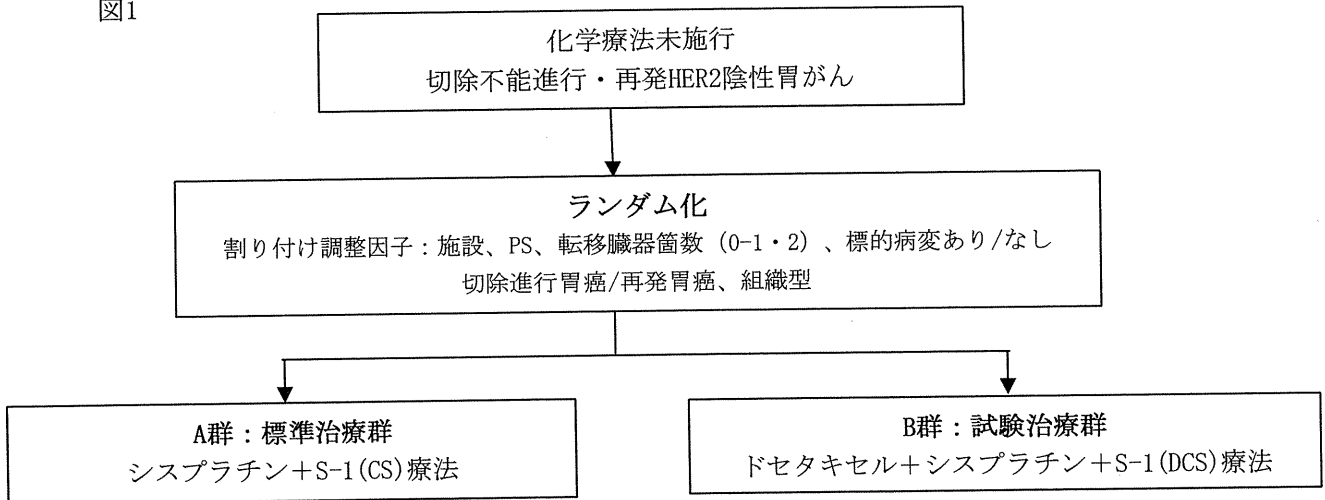 図1
化学療法未施行
切除不能進行・再発HER2陰性胃がん
ランダム化
割り付け調整因子：施設、PS、転移臓器箇数（0-1・2）、標的病変あり/なし
切除進行胃癌/再発胃癌、組織型
A群：標準治療群
シスプラチン＋S-1(CS)療法
B群：試験治療群
ドセタキセル＋シスプラチン＋S-1(DCS)療法